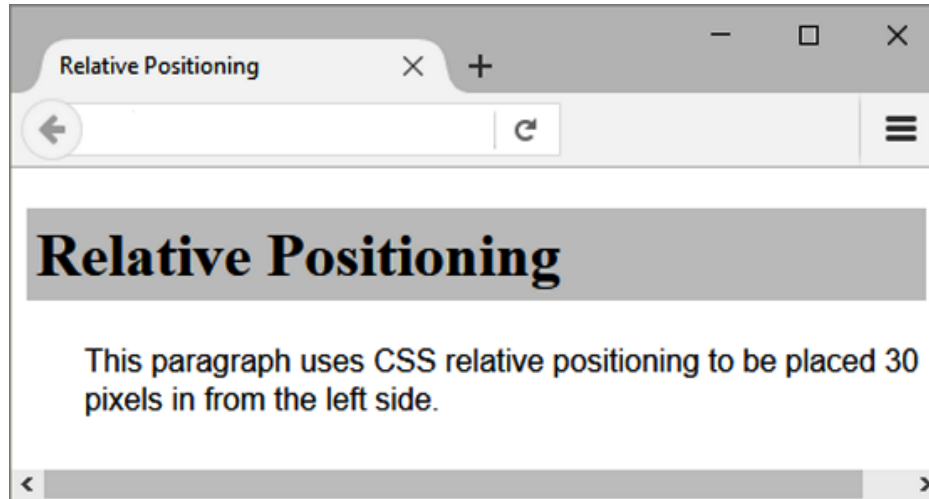 Relative Positioning
Relative Positioning
This paragraph uses CSS relative positioning to be placed 30
pixels in from the left side.